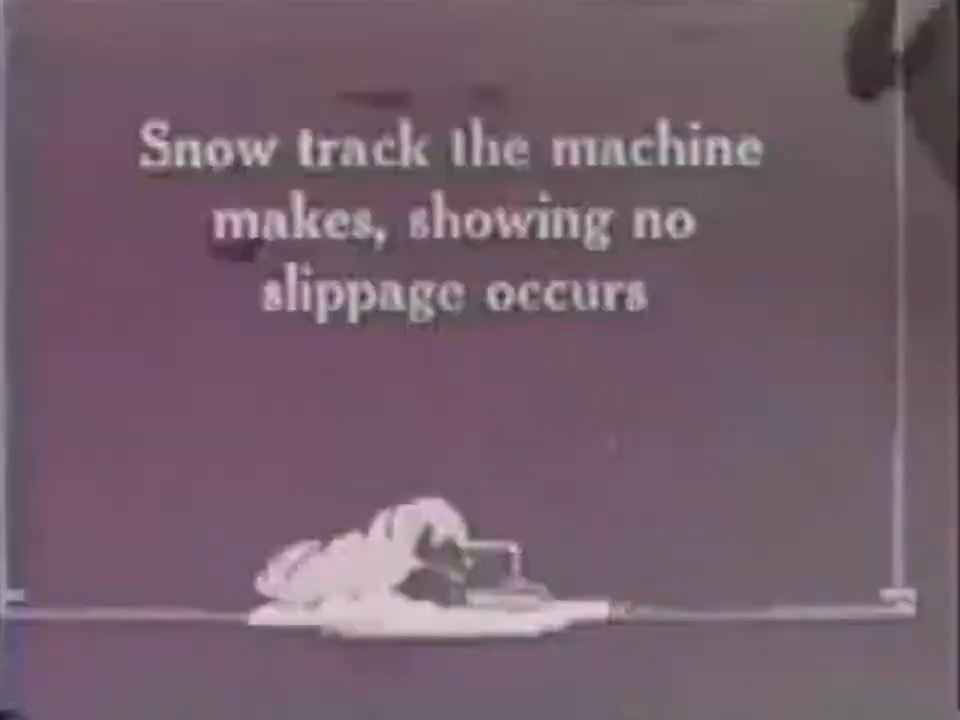 Snow track the machine
makes, showing no
slippage occurs